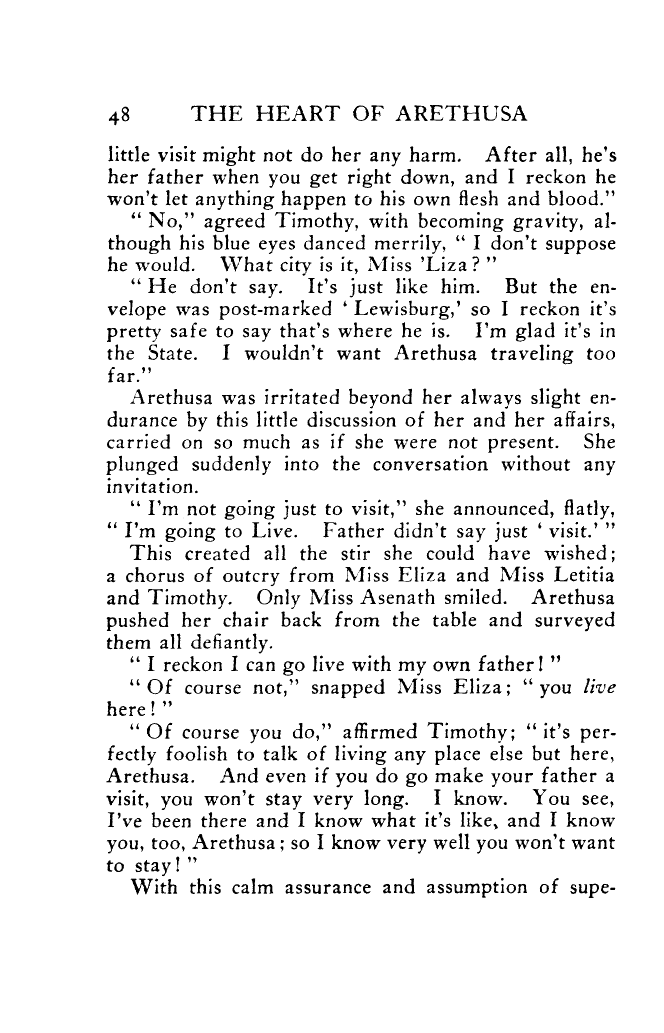 48 THE HEART OF ARETHUSA
little visit might not do her any harm. After all, he's
her father when you get right down, and I reckon he
won't let anything happen to his own flesh and blood."
" No," agreed Timothy, with becoming gravity, al-
though his blue eyes danced merrily, " I don't suppose
he would. What city is it, Miss 'Liza ? "
" He don't say. It's just like him. But the en-
velope was post-marked ' Lewisburg,' so I reckon it's
pretty safe to say that's where he is. I'm glad it's in
the State. I wouldn't want Arethusa traveling too
far."
Arethusa was irritated beyond her always slight en-
durance by this little discussion of her and her affairs,
carried on so much as if she were not present. She
plunged suddenly into the conversation without any
invitation.
" I'm not going just to visit," she announced, flatly,
" I'm going to Live. Father didn't say just ' visit.' "
This created all the stir she could have wished;
a chorus of outcry from Miss Eliza and Miss Letitia
and Timothy. Only Miss Asenath smiled. Arethusa
pushed her chair back from the table and surveyed
them all defiantly.
" I reckon I can go live with my own father! "
" Of course not," snapped Miss Eliza; " you live
here! "
" Of course you do," affirmed Timothy; " it's per-
fectly foolish to talk of living any place else but here,
Arethusa. And even if you do go make your father a
visit, you won't stay very long. I know. You see,
I've been there and I know what it's like, and I know
you, too, Arethusa; so I know very well you won't want
to stay! "
With this calm assurance and assumption of supe-